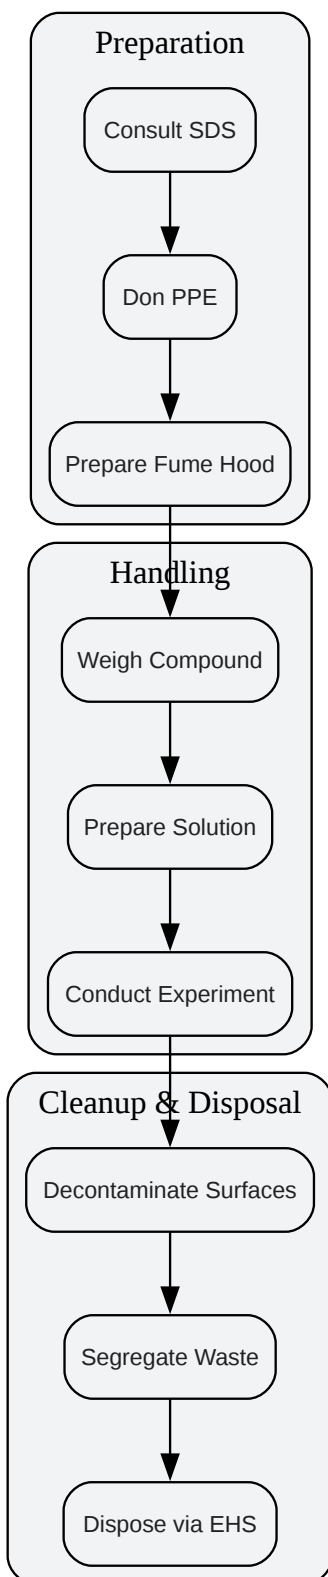 Preparation
Consult SDS
Don PPE
Prepare Fume Hood
Handling
Weigh Compound
Prepare Solution
Conduct Experiment
Cleanup & Disposal
Decontaminate Surfaces
Segregate Waste
Dispose via EHS